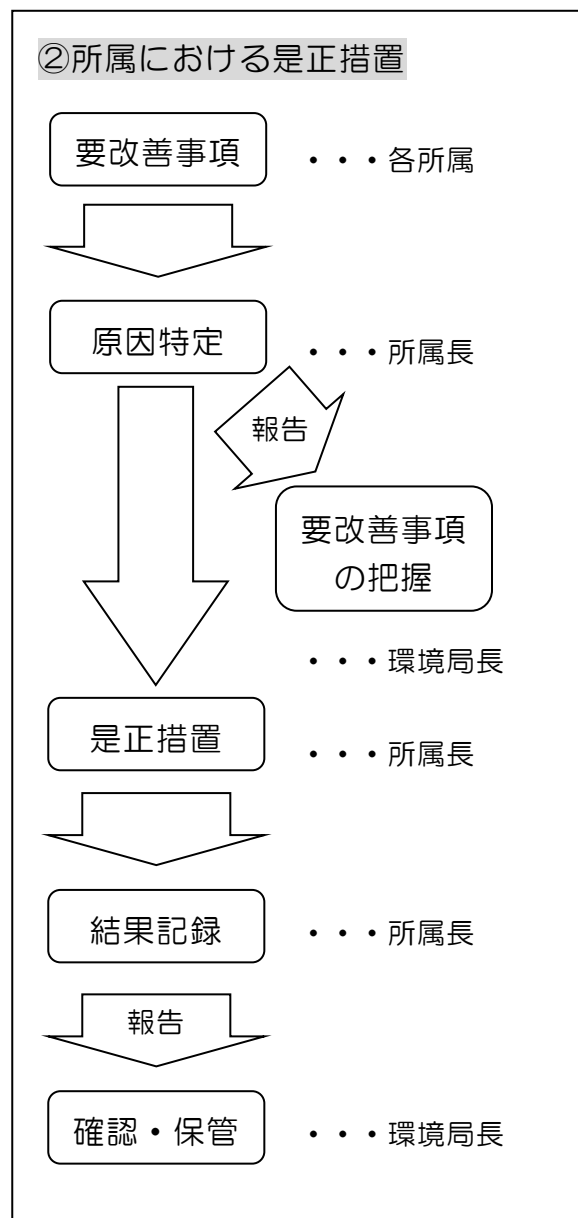 ②所属における是正措置
要改善事項 ・・・各所属
原因特定 ・・・所属長
報告
要改善事項
の把握
・・・環境局長
是正措置 ・・・所属長
結果記録 ・・・所属長
報告
確認・保管 ・・・環境局長